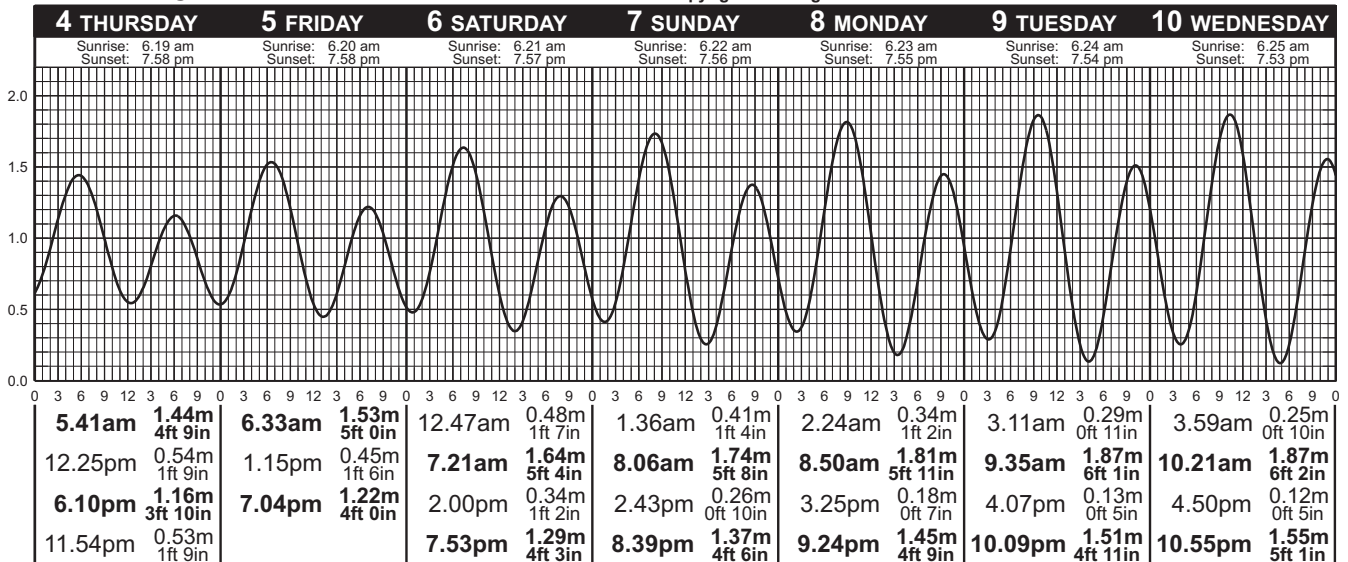 4 THURSDAY 5 FRIDAY 6 SATURDAY 7 SUNDAY 8 MONDAY 9 TUESDAY 10 WEDNESDAY
Sunrise: 6.19 am Sunrise: 6.20 am Sunrise: 6.21 am Sunrise: 6.22 am Sunrise: 6.23 am Sunrise: 6.24 am Sunrise: 6.25 am
Sunset: 7.58 pm Sunset: 7.58 pm Sunset: 7.57 pm Sunset: 7.56 pm Sunset: 7.55 pm Sunset: 7.54 pm Sunset: 7.53 pm
2.0
1.5
1.0
0.5
0.0
0 3 6 9 12 3 6 9 0 3 6 9 12 3 6 9 0 3 6 9 12 3 6 9 0 3 6 9 12 3 6 9 0 3 6 9 12 3 6 9 0 3 6 9 12 3 6 9 0 3 6 9 12 3 6 9 0
5.41am 1.44m
4ft 9in
12.25pm 0.54m
1ft 9in
6.10pm 1.16m
3ft 10in
11.54pm 0.53m
1ft 9in
6.33am 1.53m
5ft 0in
1.15pm 0.45m
1ft 6in
7.04pm 1.22m
4ft 0in
12.47am 0.48m
1ft 7in
7.21am 1.64m
5ft 4in
2.00pm 0.34m
1ft 2in
7.53pm 1.29m
4ft 3in
1.36am 0.41m
1ft 4in
8.06am 1.74m
5ft 8in
2.43pm 0.26m
0ft 10in
8.39pm 1.37m
4ft 6in
2.24am 0.34m
1ft 2in
8.50am 1.81m
5ft 11in
3.25pm 0.18m
0ft 7in
9.24pm 1.45m
4ft 9in
3.11am 0.29m
0ft 11in
9.35am 1.87m
6ft 1in
4.07pm 0.13m
0ft 5in
10.09pm 1.51m
4ft 11in
3.59am 0.25m
0ft 10in
10.21am 1.87m
6ft 2in
4.50pm 0.12m
0ft 5in
10.55pm 1.55m
5ft 1in